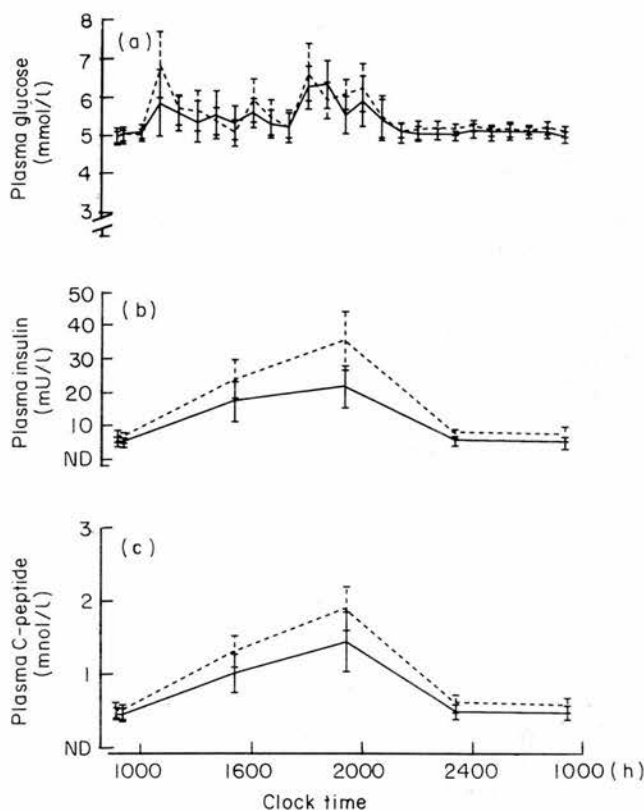 (a)
8
7
6
5
4
3
Plasma glucose
(mmol/l)
(b)
50
40
30
20
10
ND
Plasma insulin
(mU/l)
(c)
3
2
1
ND
Plasma C-peptide
(mnol/l)
1000 1600 2000 2400 1000 (h)
Clock time